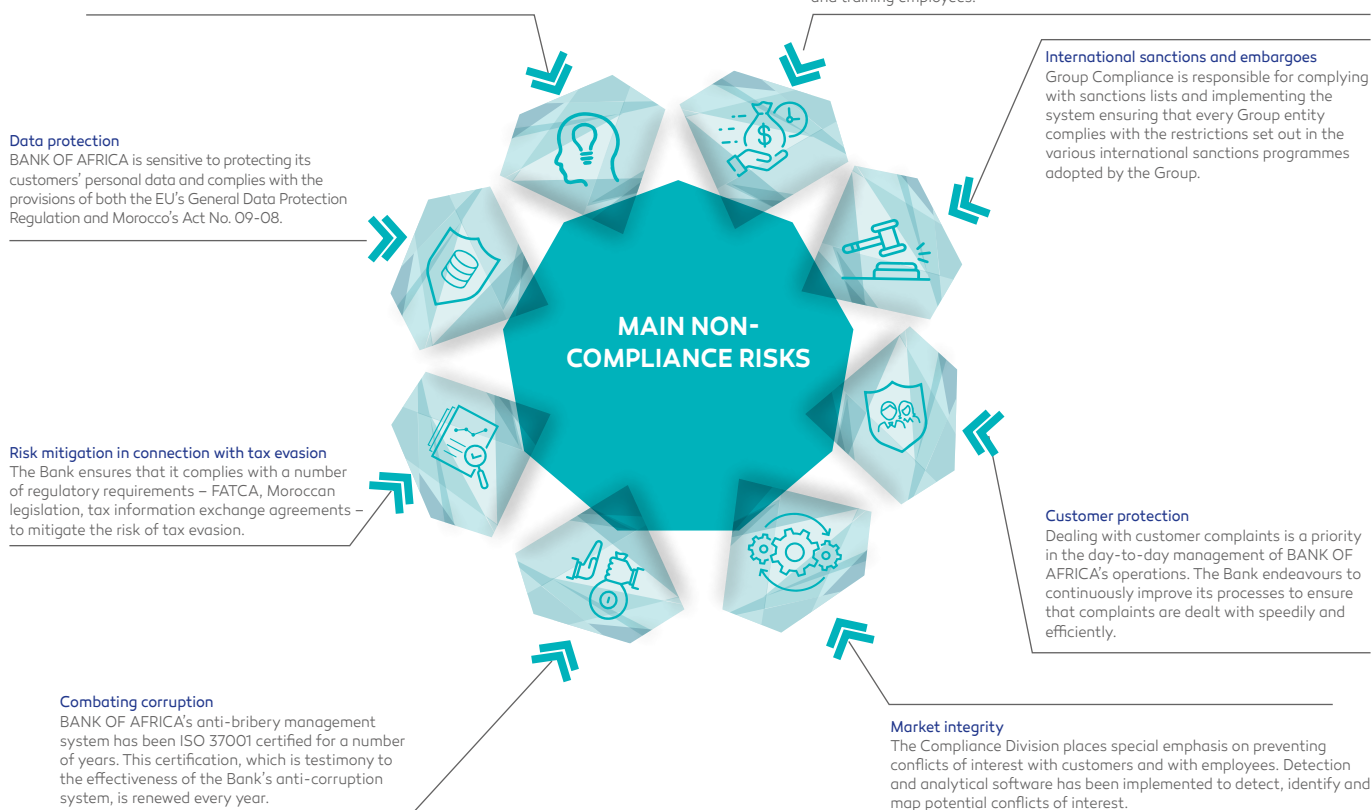 and training employees.
International sanctions and embargoes
Group Compliance is responsible for complying
with sanctions lists and implementing the
system ensuring that every Group entity
complies with the restrictions set out in the
various international sanctions programmes
adopted by the Group.
Data protection
BANK OF AFRICA is sensitive to protecting its
customers’ personal data and complies with the
provisions of both the EU’s General Data Protection
Regulation and Morocco’s Act No. 09-08.
MAIN NON-
COMPLIANCE RISKS
Risk mitigation in connection with tax evasion
The Bank ensures that it complies with a number
of regulatory requirements – FATCA, Moroccan
legislation, tax information exchange agreements –
to mitigate the risk of tax evasion.
Customer protection
Dealing with customer complaints is a priority
in the day-to-day management of BANK OF
AFRICA’s operations. The Bank endeavours to
continuously improve its processes to ensure
that complaints are dealt with speedily and
efficiently.
Combating corruption
BANK OF AFRICA’s anti-bribery management
system has been ISO 37001 certified for a number
of years. This certification, which is testimony to
the effectiveness of the Bank’s anti-corruption
system, is renewed every year.
Market integrity
The Compliance Division places special emphasis on preventing
conflicts of interest with customers and with employees. Detection
and analytical software has been implemented to detect, identify and
map potential conflicts of interest.